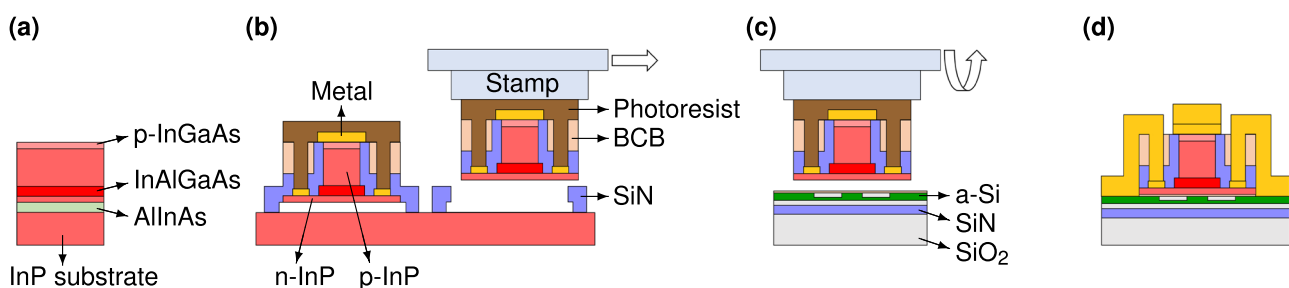 (a)
p-InGaAs
InAlGaAs
AlInAs
InP substrate
(b)
Metal
Stamp
Photoresist
BCB
SiN
n-InP
p-InP
(c)
a-Si
SiN
SiO₂
(d)